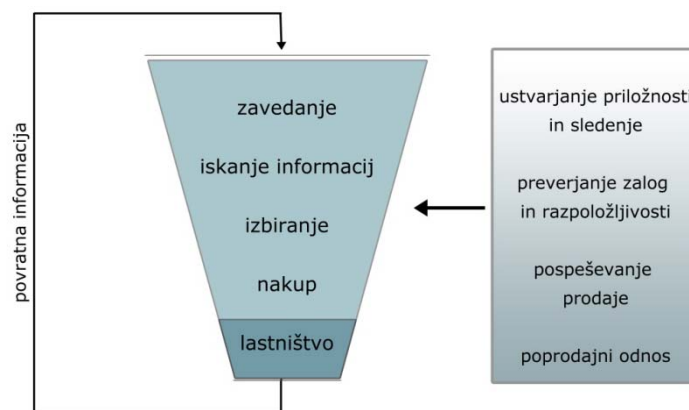 povratna informacija
zavedanje
iskanje informacij
izbiranje
nakup
lastništvo
ustvarjanje priložnosti
in sledenje
preverjanje zalog
in razpoložljivosti
pospeševanje
prodaje
poprodajni odnos